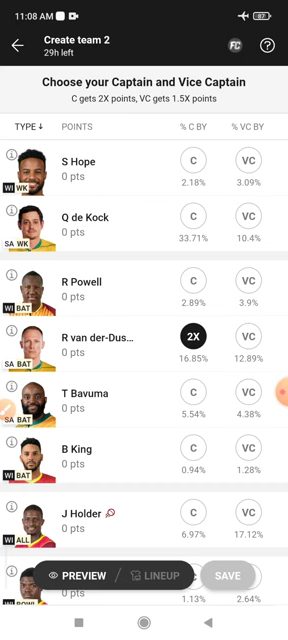 11:08 AM
87
Create team 2
29h left
FC
?
Choose your Captain and Vice Captain
C gets 2X points, VC gets 1.5X points
TYPE ↓ POINTS % C BY % VC BY
S Hope
0 pts
WI WK
C
2.18%
VC
3.09%
Q de Kock
0 pts
SA WK
C
33.71%
VC
10.4%
R Powell
0 pts
WI BAT
C
2.89%
VC
3.9%
R van der-Dus...
0 pts
SA BAT
2X
16.85%
VC
12.89%
T Bavuma
0 pts
SA BAT
C
5.54%
VC
4.38%
B King
0 pts
WI BAT
C
0.94%
VC
1.28%
J Holder
0 pts
WI ALL
C
6.97%
VC
17.12%
PREVIEW / LINEUP SAVE
WI BOWL
1.13%
2.64%